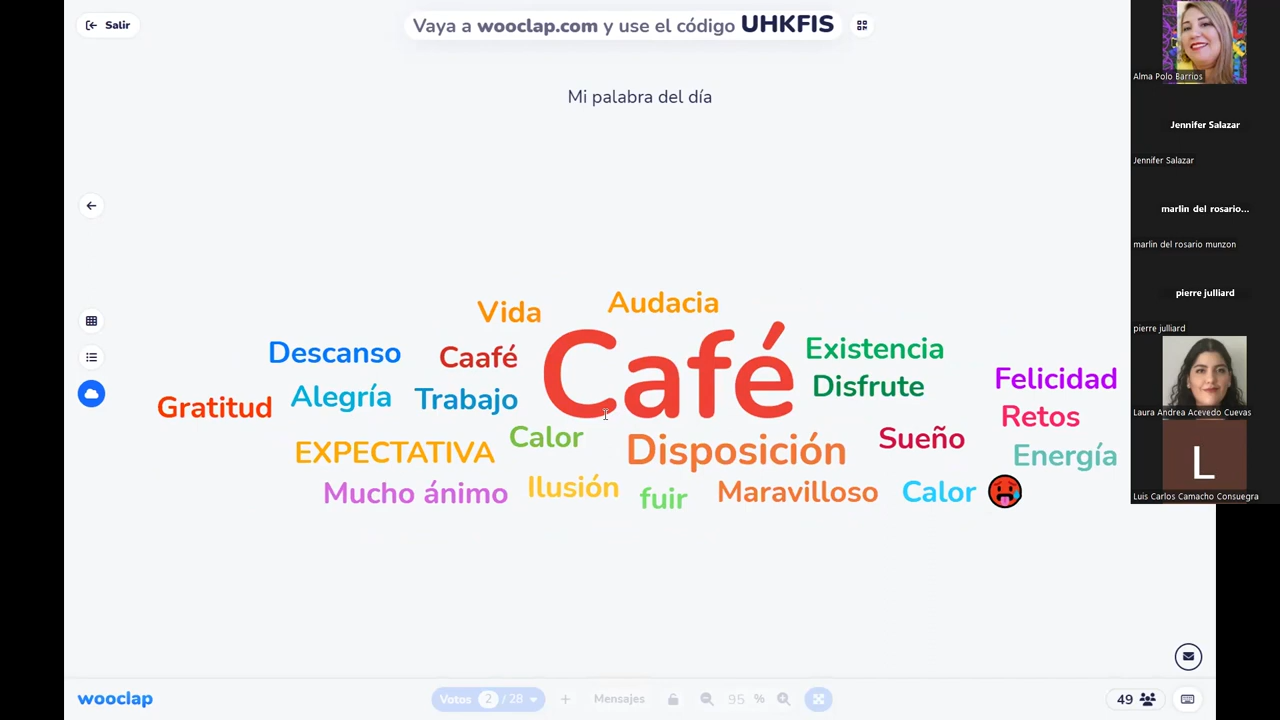 Salir
Vaya a wooclap.com y use el código UHKFIS
Mi palabra del día
Vida
Audacia
Descanso
Caafé
Café
Existencia
Gratitud
Alegría
Trabajo
Disfrute
Felicidad
Retos
EXPECTATIVA
Calor
Disposición
Sueño
Energía
Mucho ánimo
Ilusión
fuir
Maravilloso
Calor 🥵
wooclap
Votos 2 / 28
Mensajes
95 %
49
Alma Polo Barrios
Jennifer Salazar
Jennifer Salazar
marlin del rosario...
marlin del rosario munzon
pierre julliard
pierre julliard
Laura Andrea Acevedo Cuevas
L
Luis Carlos Camacho Consuegra